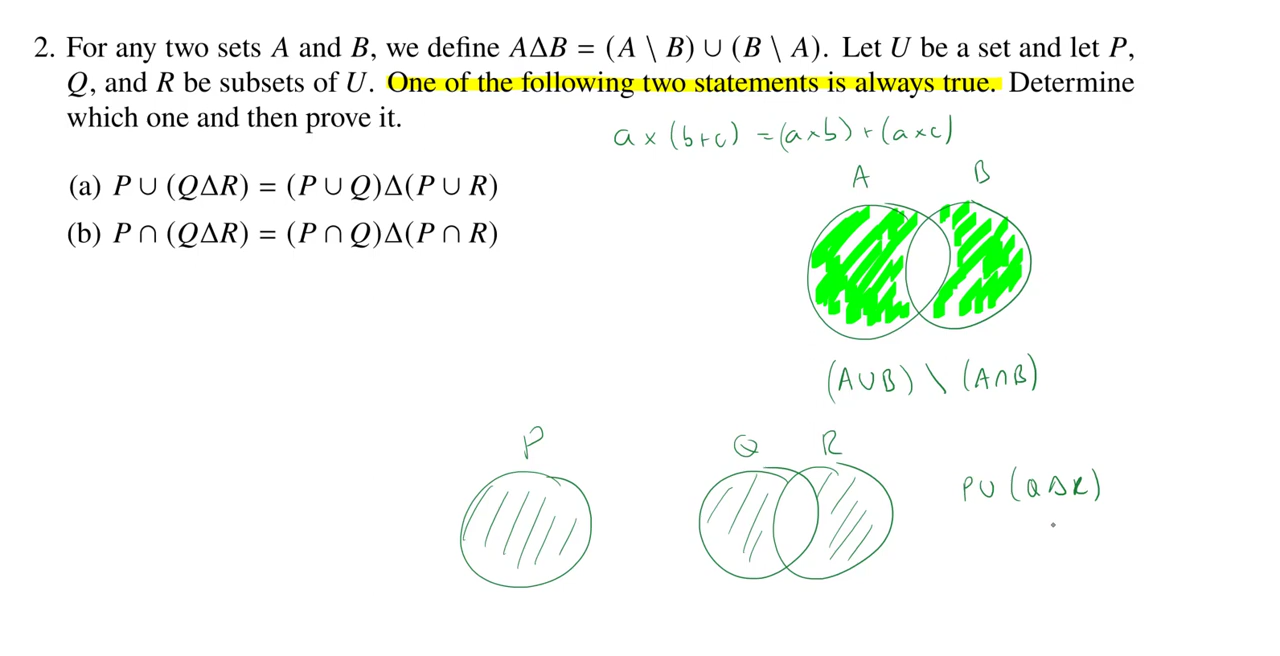 2. For any two sets A and B, we define AΔB = (A \ B) ∪ (B \ A). Let U be a set and let P,
Q, and R be subsets of U. One of the following two statements is always true. Determine
which one and then prove it.
a × (b+c) = (a×b) + (a×c)
(a) P ∪ (QΔR) = (P ∪ Q)Δ(P ∪ R)
(b) P ∩ (QΔR) = (P ∩ Q)Δ(P ∩ R)
A B
(A∪B) \ (A∩B)
P Q R
P∪(QΔR)